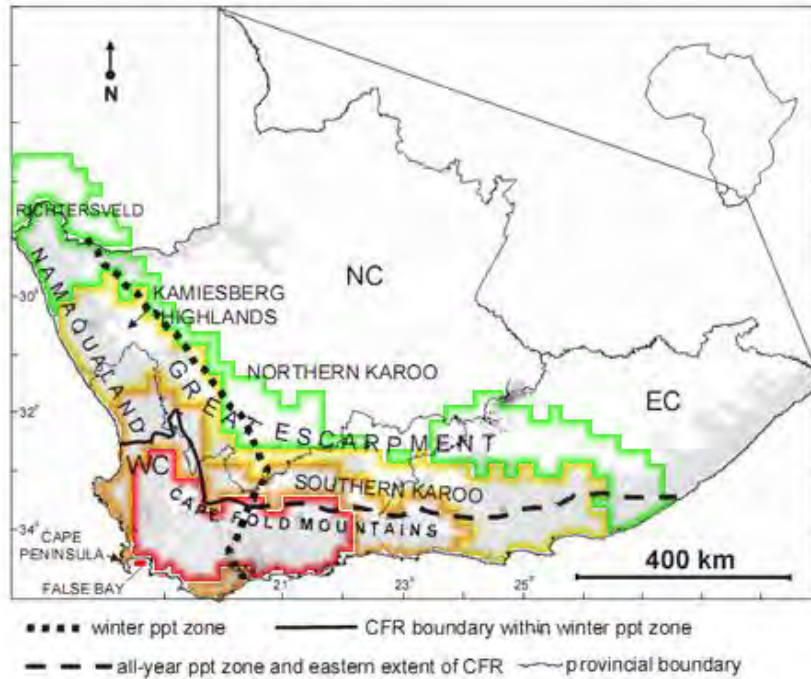 N
RICHTERSVELD
NAMAQUALAND
NC
30°
KAMIESBERG
HIGHLANDS
GREAT ESCARPMENT
NORTHERN KAROO
EC
32°
WC
SOUTHERN KAROO
CAPE FOLD MOUNTAINS
34°
CAPE
PENINSULA
400 km
FALSE BAY
21°
23°
25°
winter ppt zone
CFR boundary within winter ppt zone
all-year ppt zone and eastern extent of CFR
provincial boundary